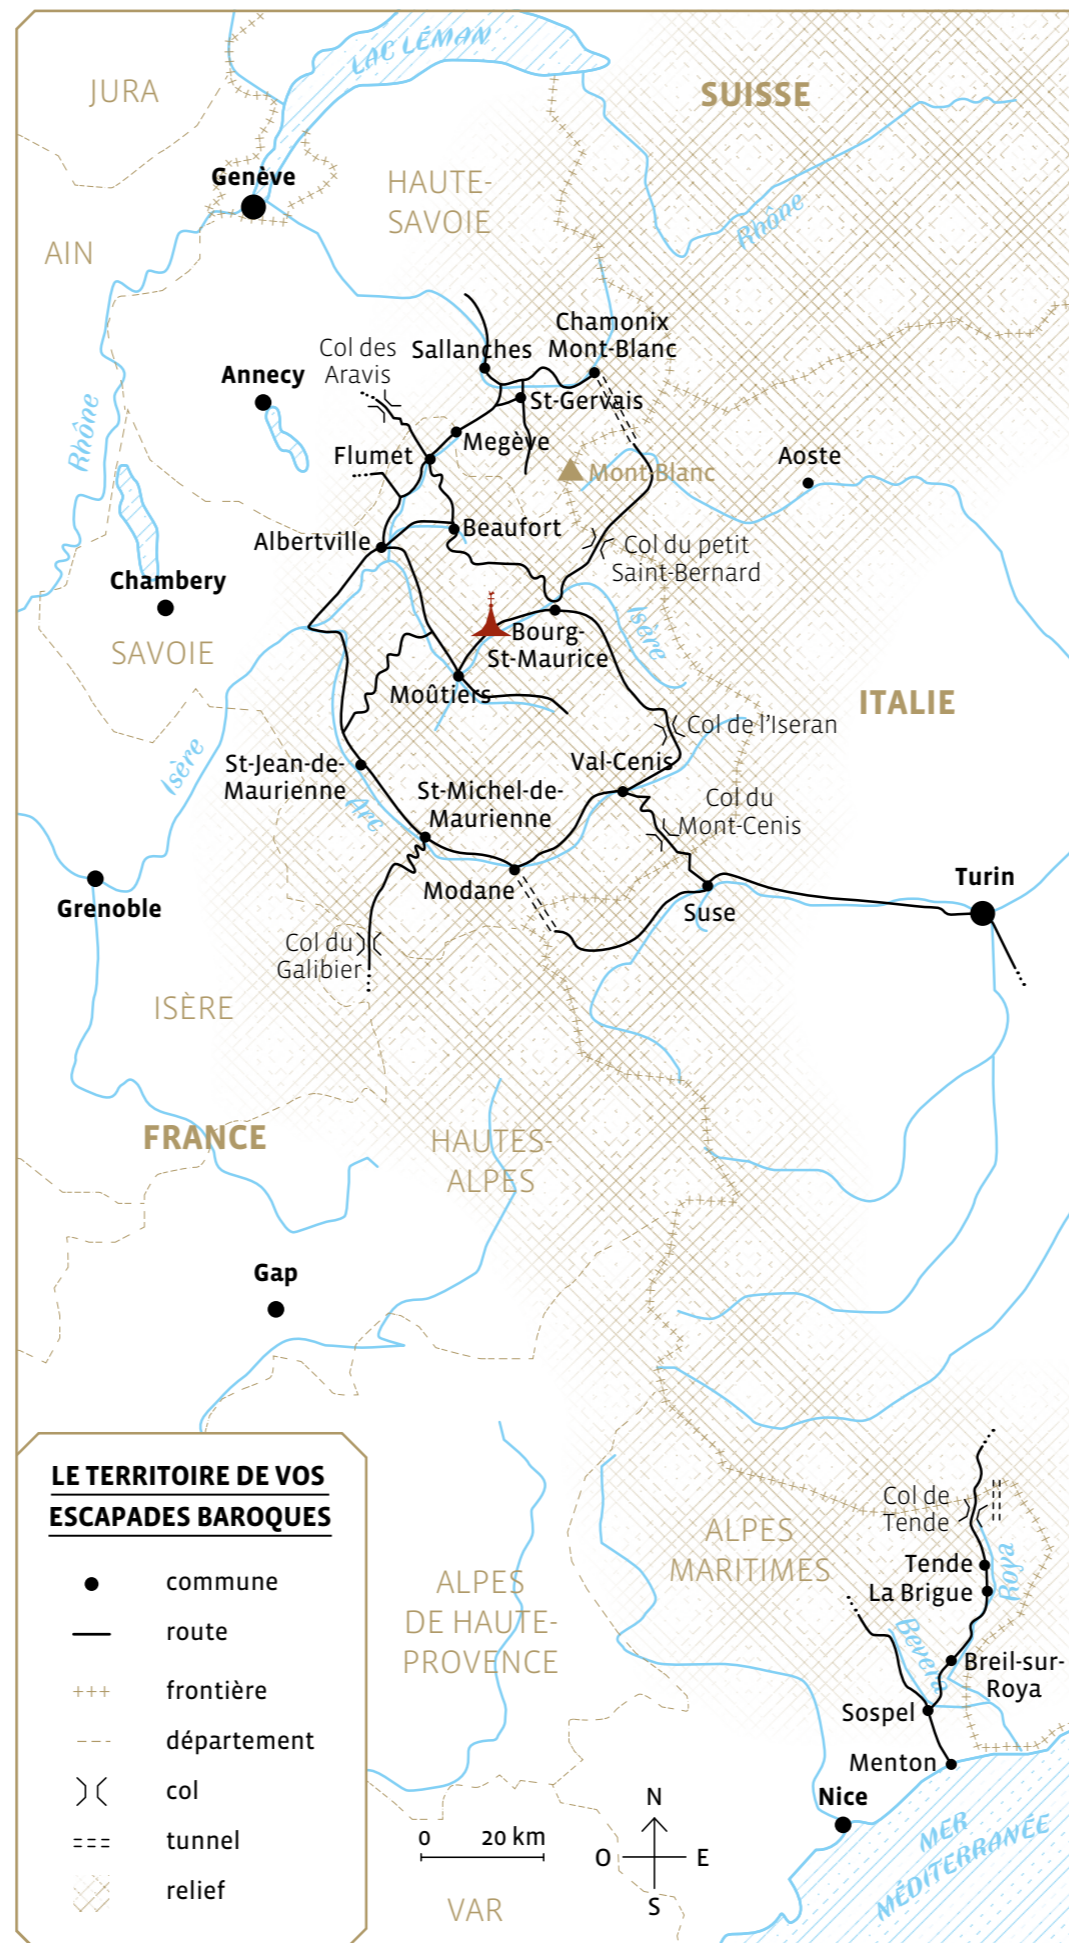 LAC LÉMAN
JURA
SUISSE
Genève
HAUTE-
SAVOIE
AIN
Rhône
Chamonix
Mont-Blanc
Col des
Aravis
Sallanches
Annecy
St-Gervais
Rhône
Megève
Flumet
Mont-Blanc
Aoste
Beaufort
Albertville
Col du petit
Saint-Bernard
Chambery
Isère
Bourg-
St-Maurice
SAVOIE
Moûtiers
ITALIE
Col de l'Iseran
Isère
St-Jean-de-
Maurienne
Val-Cenis
Arc
St-Michel-de-
Maurienne
Col du
Mont-Cenis
Modane
Turin
Grenoble
Suse
Col du
Galibier
ISÈRE
FRANCE
HAUTES-
ALPES
Gap
LE TERRITOIRE DE VOS
ESCAPADES BAROQUES
commune
route
frontière
département
col
tunnel
relief
Col de
Tende
ALPES
MARITIMES
Tende
La Brigue
Roya
ALPES
DE HAUTE-
PROVENCE
Bevera
Breil-sur-
Roya
Sospel
Menton
Nice
MER
MÉDITERRANÉE
0 20 km
N
O E
S
VAR